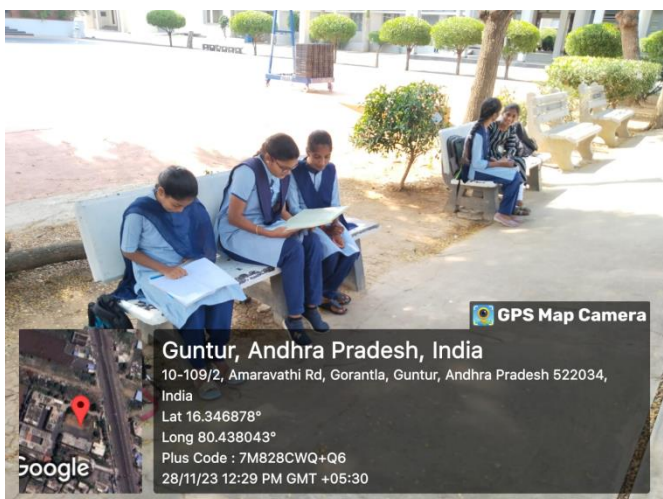 GPS Map Camera
Guntur, Andhra Pradesh, India
10-109/2, Amaravathi Rd, Gorantla, Guntur, Andhra Pradesh 522034,
India
Lat 16.346878°
Long 80.438043°
Plus Code : 7M828CWQ+Q6
28/11/23 12:29 PM GMT +05:30
Google